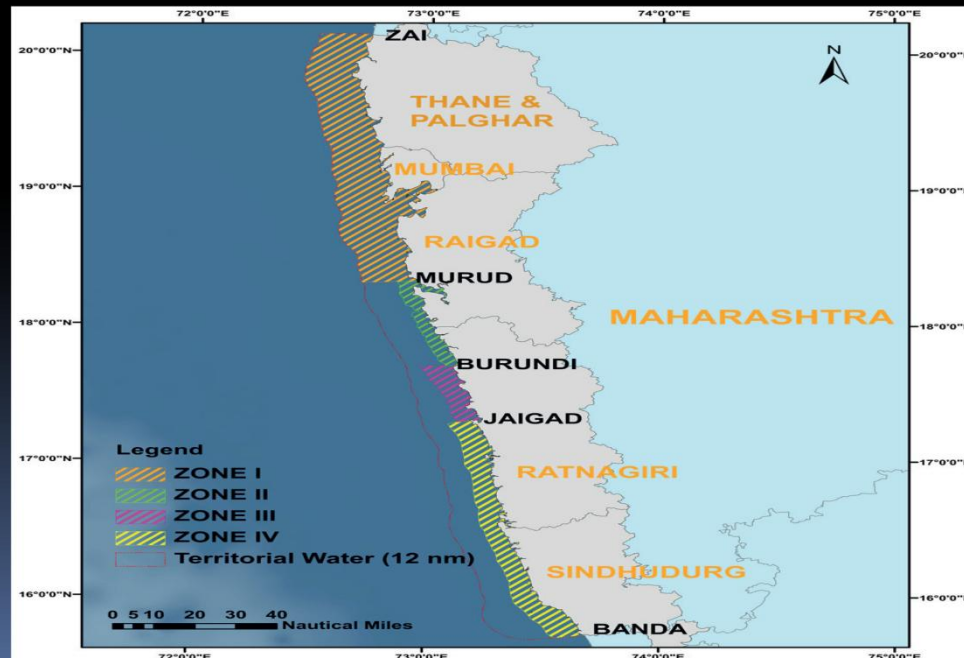 72°0'0"E 73°0'0"E 74°0'0"E 75°0'0"E
ZAI
20°0'0"N
20°0'0"N
N
THANE &
PALGHAR
MUMBAI
19°0'0"N
19°0'0"N
RAIGAD
MURUD
MAHARASHTRA
18°0'0"N
18°0'0"N
BURUNDI
JAIGAD
Legend
17°0'0"N
17°0'0"N
RATNAGIRI
ZONE I
ZONE II
ZONE III
ZONE IV
Territorial Water (12 nm)
SINDHUDURG
16°0'0"N
16°0'0"N
0 5 10 20 30 40
Nautical Miles
BANDA
72°0'0"E 73°0'0"E 74°0'0"E 75°0'0"E